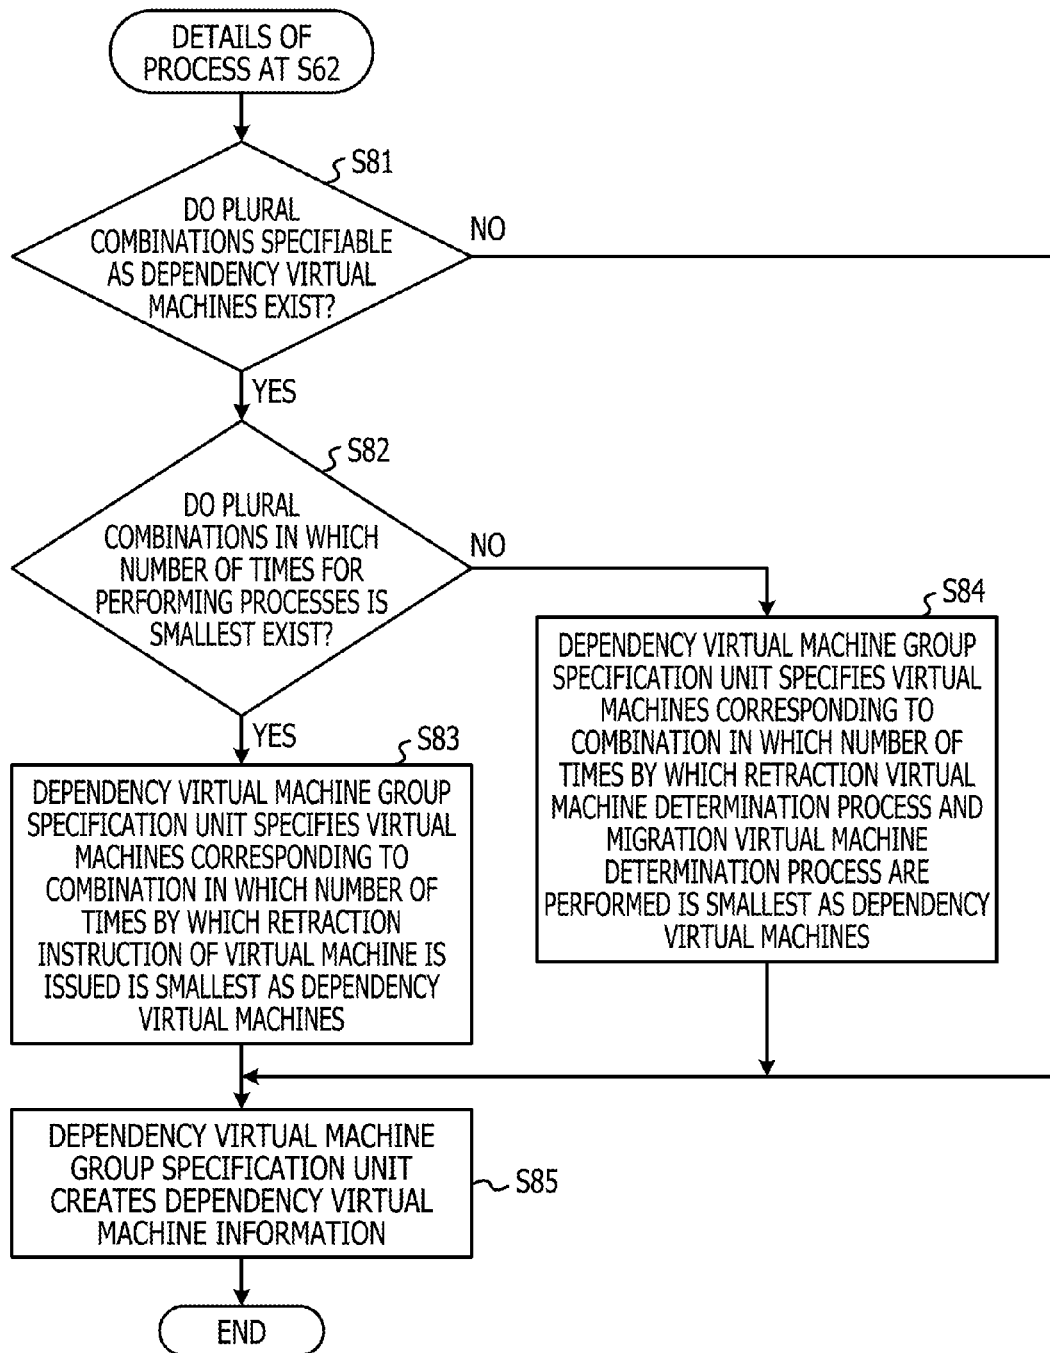 DETAILS OF
PROCESS AT S62
S81
DO PLURAL
COMBINATIONS SPECIFIABLE
AS DEPENDENCY VIRTUAL
MACHINES EXIST?
NO
YES
S82
DO PLURAL
COMBINATIONS IN WHICH
NUMBER OF TIMES FOR
PERFORMING PROCESSES IS
SMALLEST EXIST?
NO
YES
S83
DEPENDENCY VIRTUAL MACHINE GROUP
SPECIFICATION UNIT SPECIFIES VIRTUAL
MACHINES CORRESPONDING TO
COMBINATION IN WHICH NUMBER OF
TIMES BY WHICH RETRACTION
INSTRUCTION OF VIRTUAL MACHINE IS
ISSUED IS SMALLEST AS DEPENDENCY
VIRTUAL MACHINES
S84
DEPENDENCY VIRTUAL MACHINE GROUP
SPECIFICATION UNIT SPECIFIES VIRTUAL
MACHINES CORRESPONDING TO
COMBINATION IN WHICH NUMBER OF
TIMES BY WHICH RETRACTION VIRTUAL
MACHINE DETERMINATION PROCESS AND
MIGRATION VIRTUAL MACHINE
DETERMINATION PROCESS ARE
PERFORMED IS SMALLEST AS DEPENDENCY
VIRTUAL MACHINES
DEPENDENCY VIRTUAL MACHINE
GROUP SPECIFICATION UNIT
CREATES DEPENDENCY VIRTUAL
MACHINE INFORMATION
S85
END